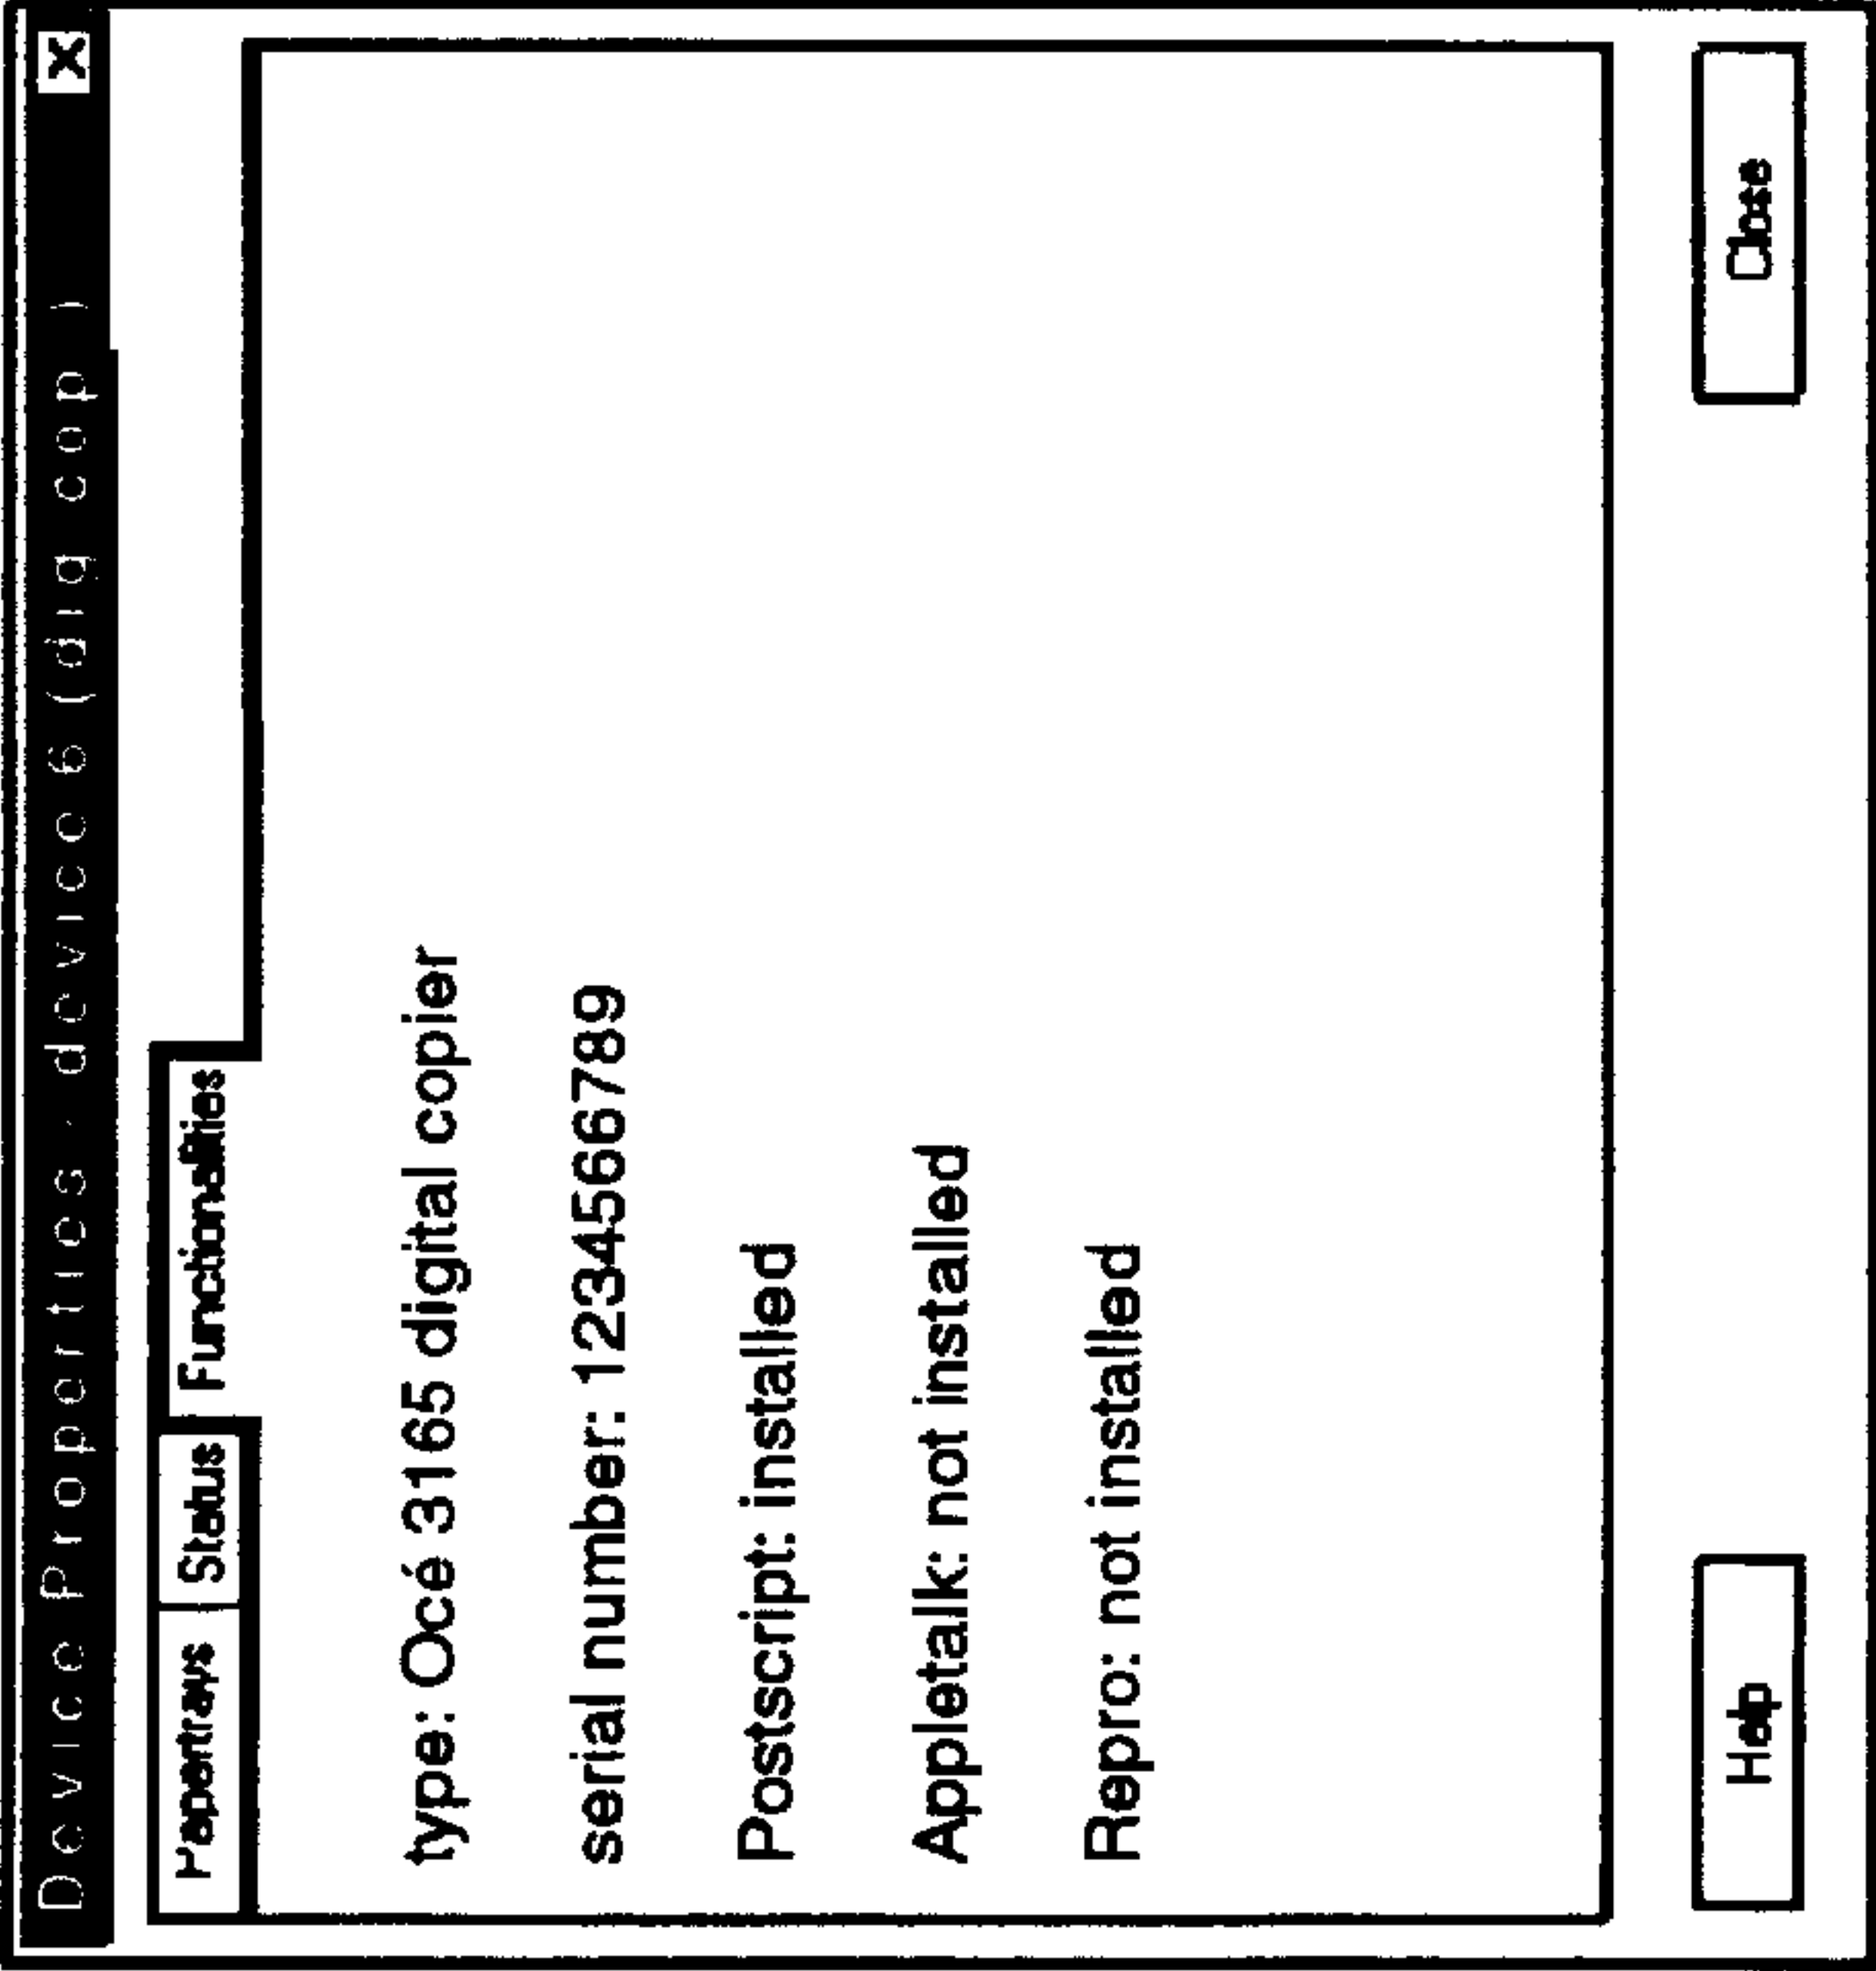 Device Properties, device 6 (dig cop) X
Papertrays Status Functionalities
type: Océ 3165 digital copier
serial number: 1234566789
Postscript: installed
Appletalk: not installed
Repro: not installed
Help Close